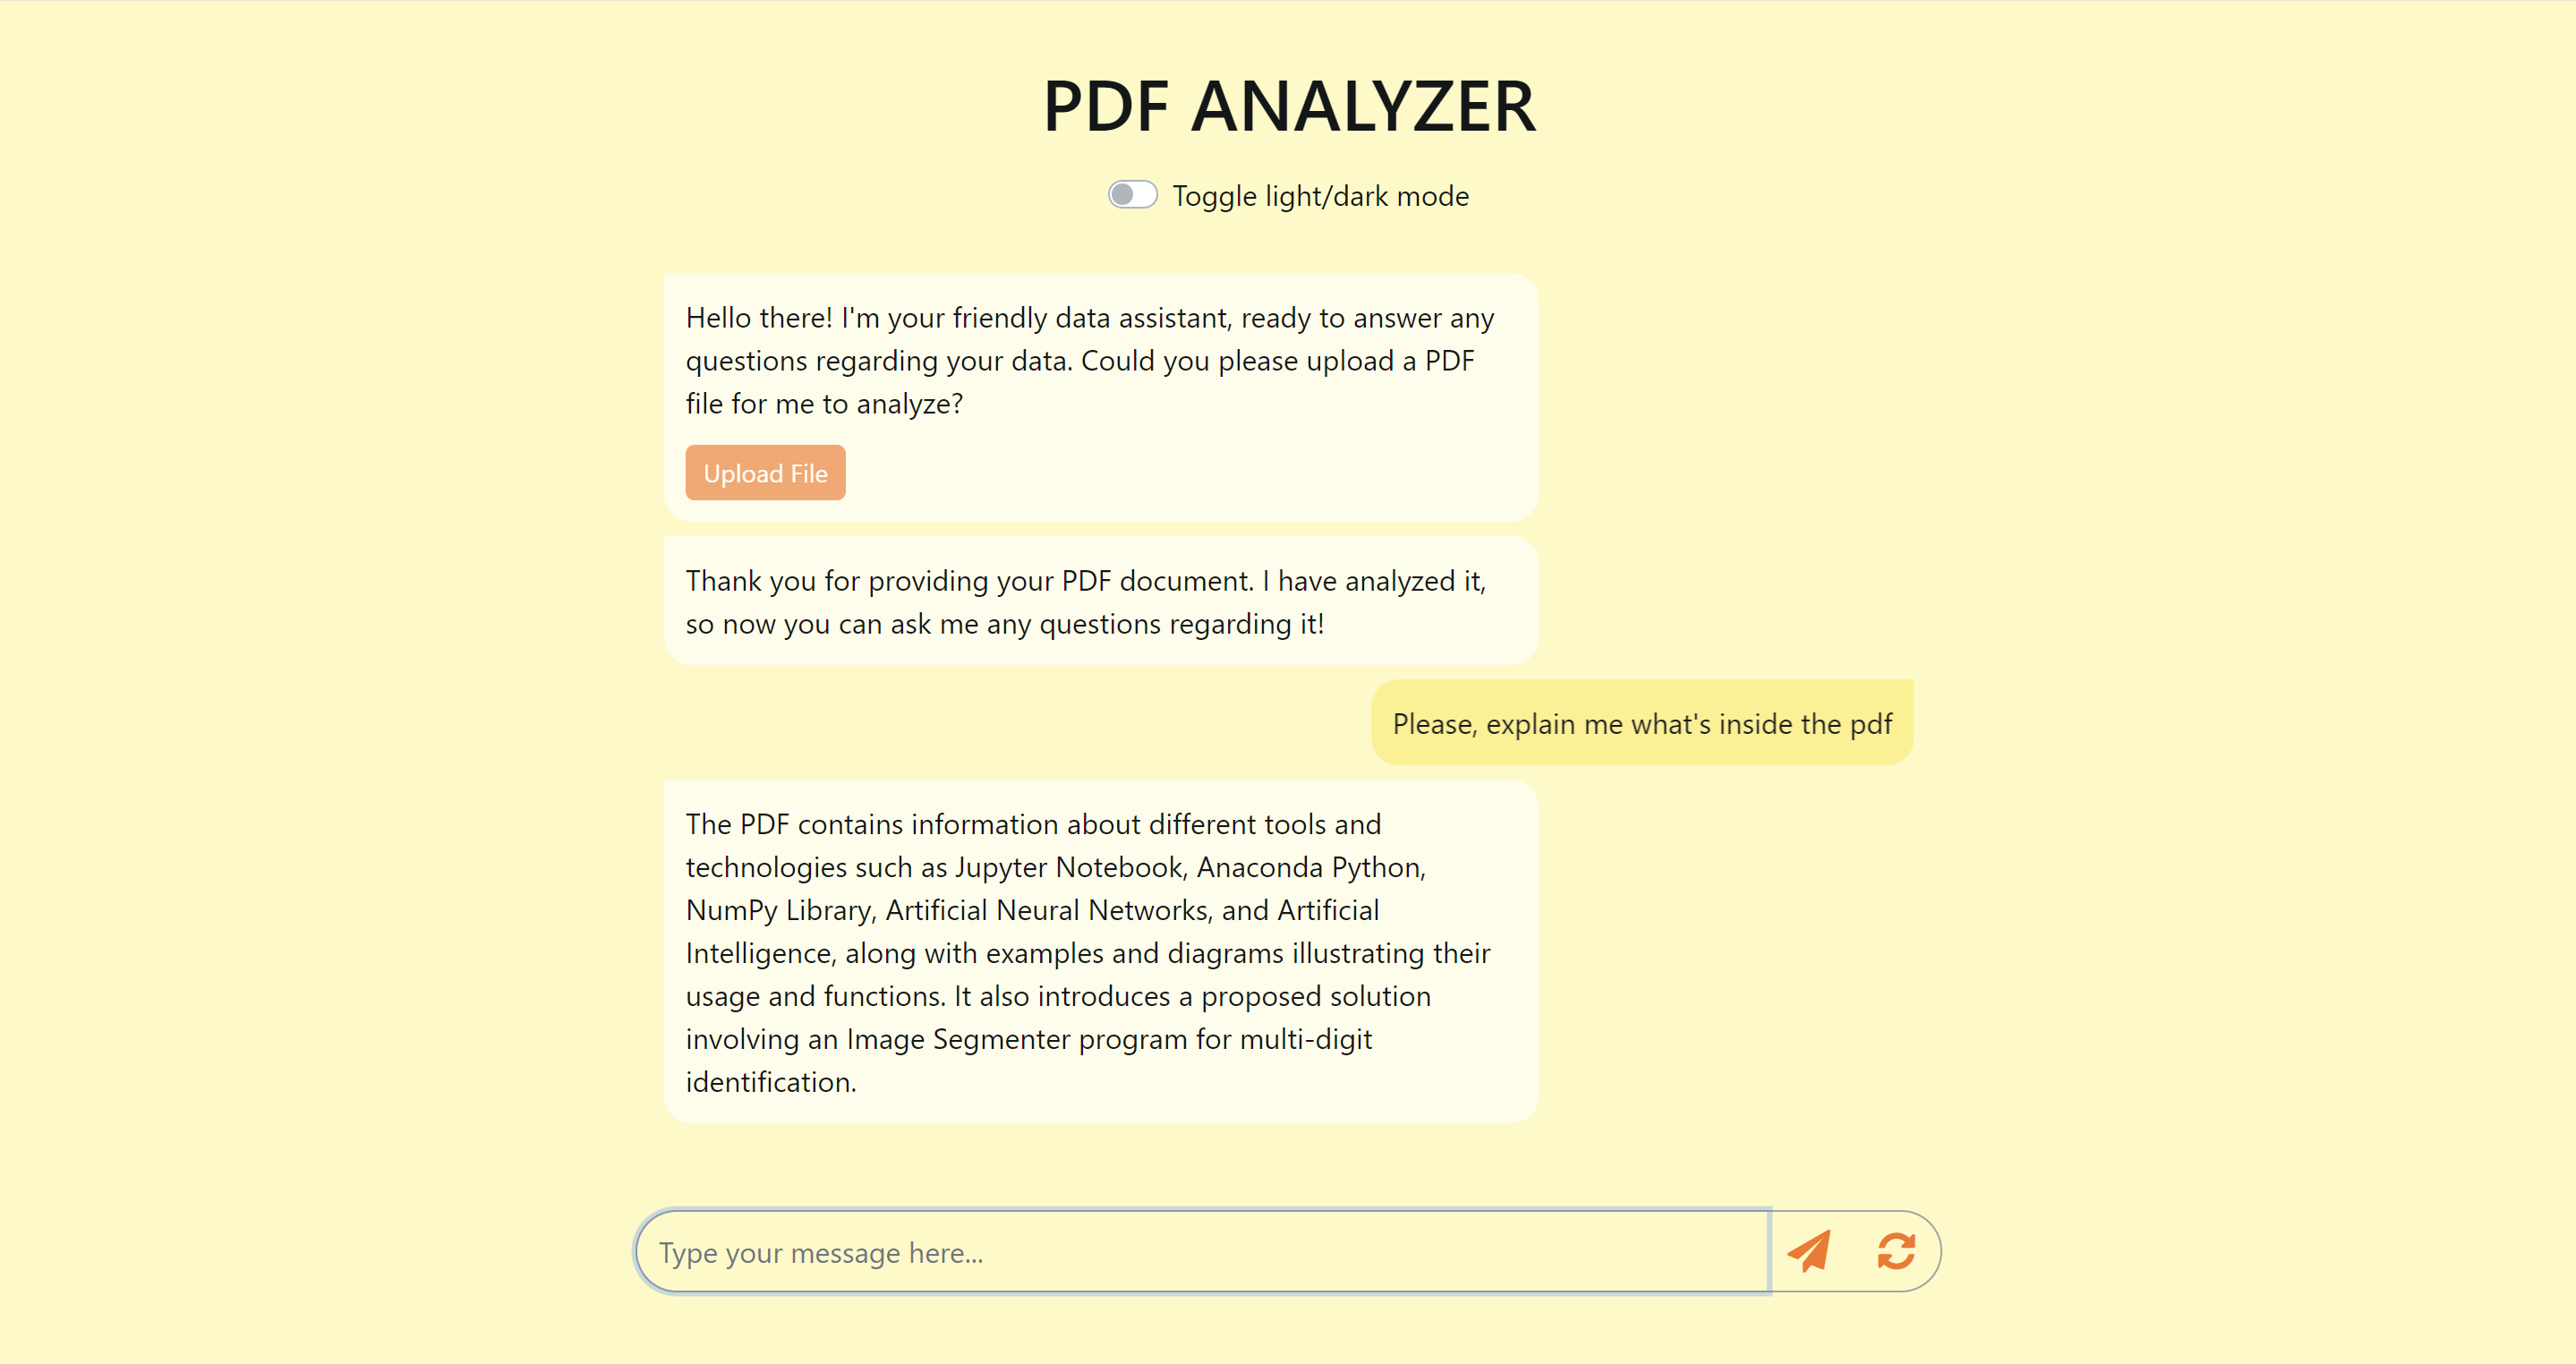 PDF ANALYZER
Toggle light/dark mode
Hello there! I'm your friendly data assistant, ready to answer any
questions regarding your data. Could you please upload a PDF
file for me to analyze?
Upload File
Thank you for providing your PDF document. I have analyzed it,
so now you can ask me any questions regarding it!
Please, explain me what's inside the pdf
The PDF contains information about different tools and
technologies such as Jupyter Notebook, Anaconda Python,
NumPy Library, Artificial Neural Networks, and Artificial
Intelligence, along with examples and diagrams illustrating their
usage and functions. It also introduces a proposed solution
involving an Image Segmenter program for multi-digit
identification.
Type your message here...